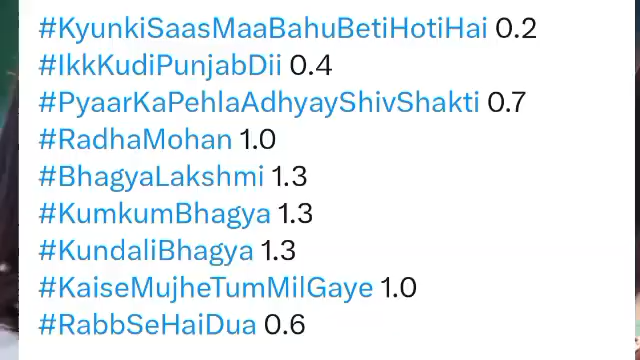 #KyunkiSaasMaaBahuBetiHotiHai 0.2
#IkkKudiPunjabDii 0.4
#PyaarKaPehlaAdhyayShivShakti 0.7
#RadhaMohan 1.0
#BhagyaLakshmi 1.3
#KumkumBhagya 1.3
#KundaliBhagya 1.3
#KaiseMujheTumMilGaye 1.0
#RabbSeHaiDua 0.6